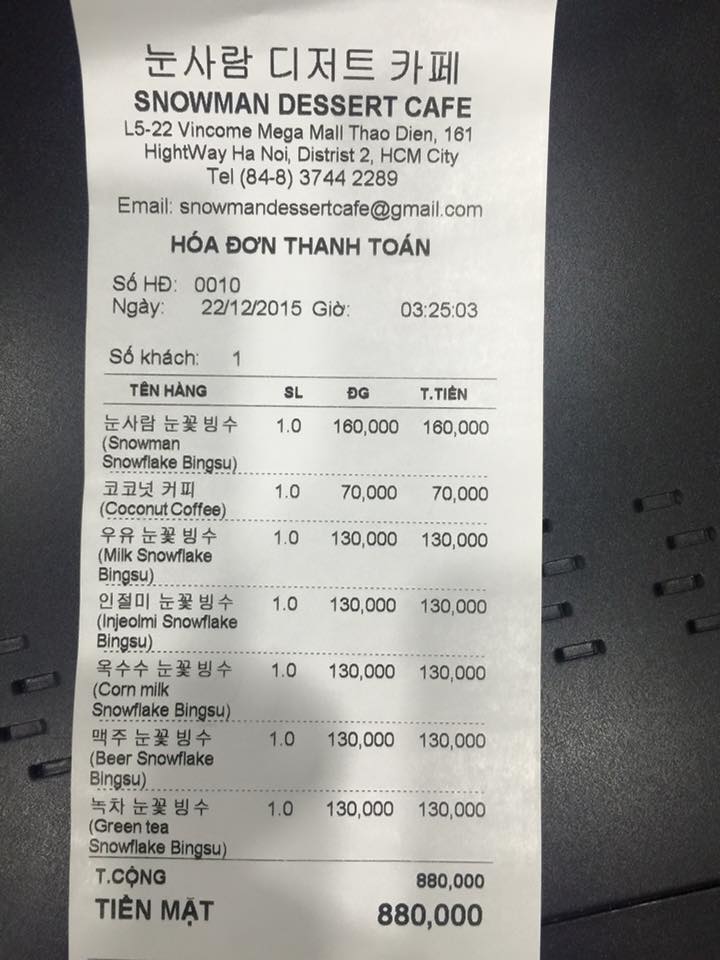 눈사람 디저트 카페
SNOWMAN DESSERT CAFE
L5-22 Vincome Mega Mall Thao Dien, 161
HightWay Ha Noi, Distrist 2, HCM City
Tel (84-8) 3744 2289
Email: snowmandessertcafe@gmail.com
HÓA ĐƠN THANH TOÁN
Số HĐ: 0010
Ngày: 22/12/2015 Giờ: 03:25:03
Số khách: 1
TÊN HÀNG SL ĐG T.TIỀN
눈사람 눈꽃 빙수 1.0 160,000 160,000
(Snowman
Snowflake Bingsu)
코코넛 커피 1.0 70,000 70,000
(Coconut Coffee)
우유 눈꽃 빙수 1.0 130,000 130,000
(Milk Snowflake
Bingsu)
인절미 눈꽃 빙수 1.0 130,000 130,000
(Injeolmi Snowflake
Bingsu)
옥수수 눈꽃 빙수 1.0 130,000 130,000
(Corn milk
Snowflake Bingsu)
맥주 눈꽃 빙수 1.0 130,000 130,000
(Beer Snowflake
Bingsu)
녹차 눈꽃 빙수 1.0 130,000 130,000
(Green tea
Snowflake Bingsu)
T.CỘNG 880,000
TIỀN MẶT 880,000